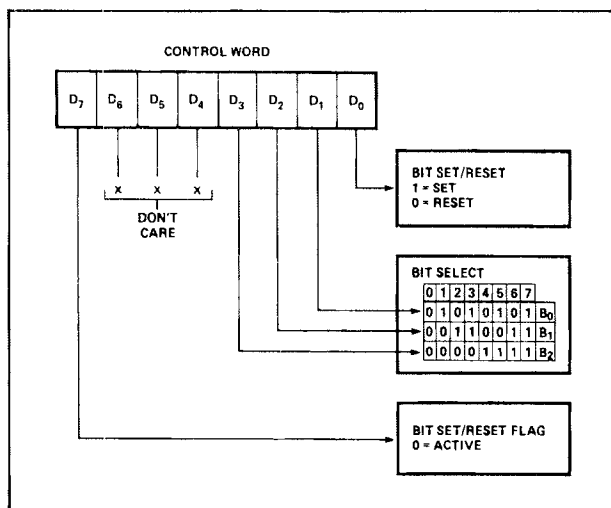 CONTROL WORD
D7 D6 D5 D4 D3 D2 D1 D0
X X X
DON'T
CARE
BIT SET/RESET
1 = SET
0 = RESET
BIT SELECT
0 1 2 3 4 5 6 7
0 1 0 1 0 1 0 1 B0
0 0 1 1 0 0 1 1 B1
0 0 0 0 1 1 1 1 B2
BIT SET/RESET FLAG
0 = ACTIVE